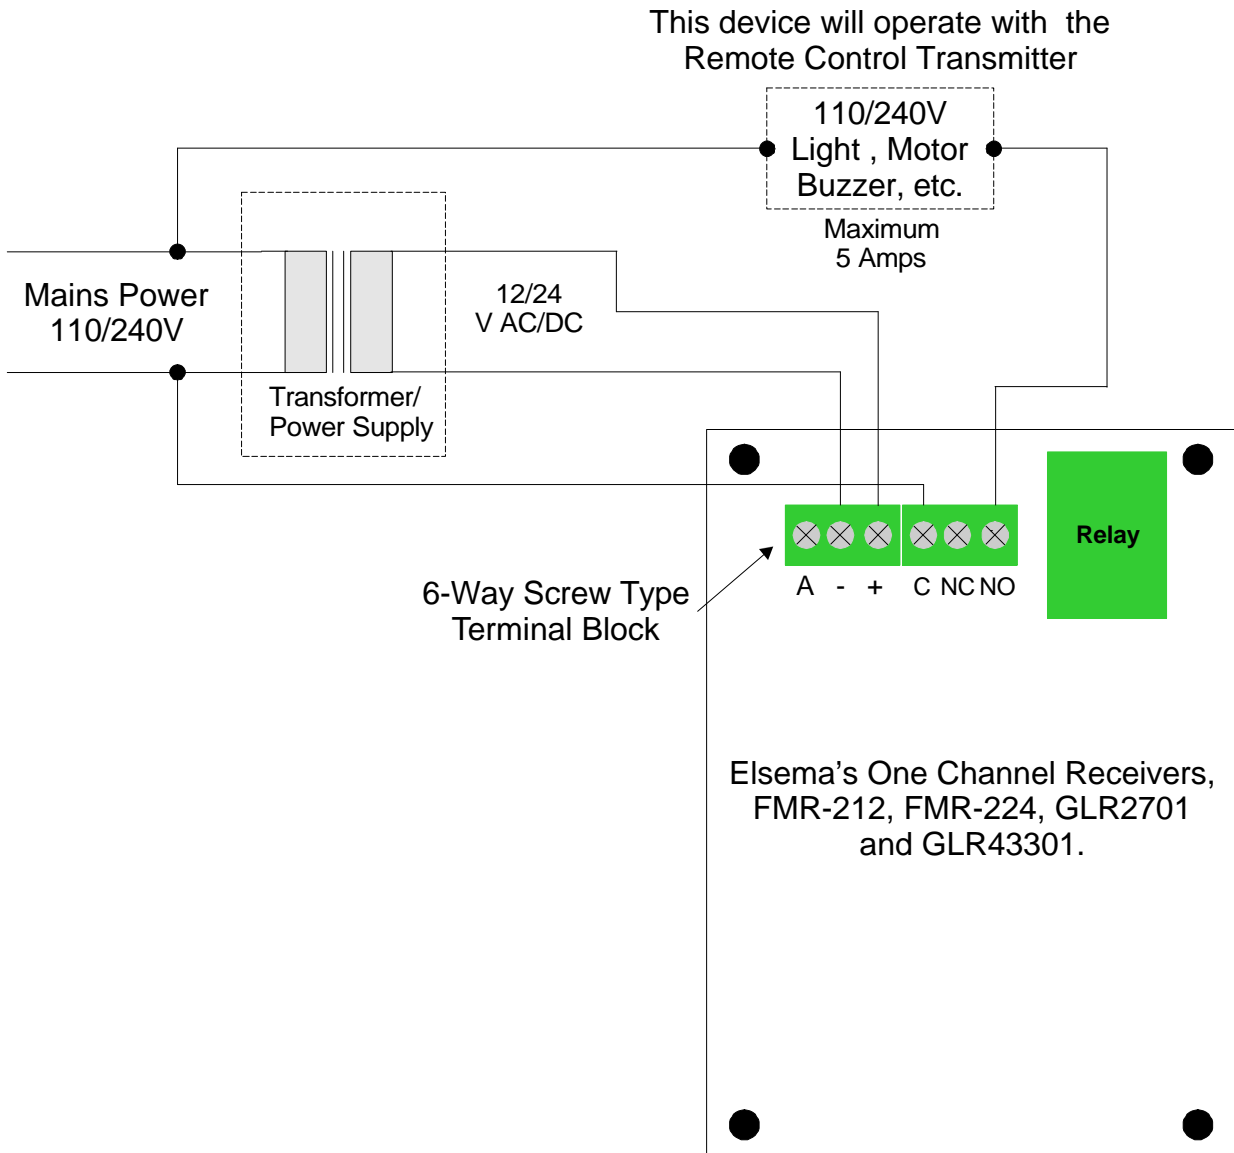 This device will operate with the
Remote Control Transmitter
110/240V
Light , Motor
Buzzer, etc.
Maximum
5 Amps
Mains Power
110/240V
12/24
V AC/DC
Transformer/
Power Supply
Relay
A - + C NC NO
6-Way Screw Type
Terminal Block
Elsema's One Channel Receivers,
FMR-212, FMR-224, GLR2701
and GLR43301.